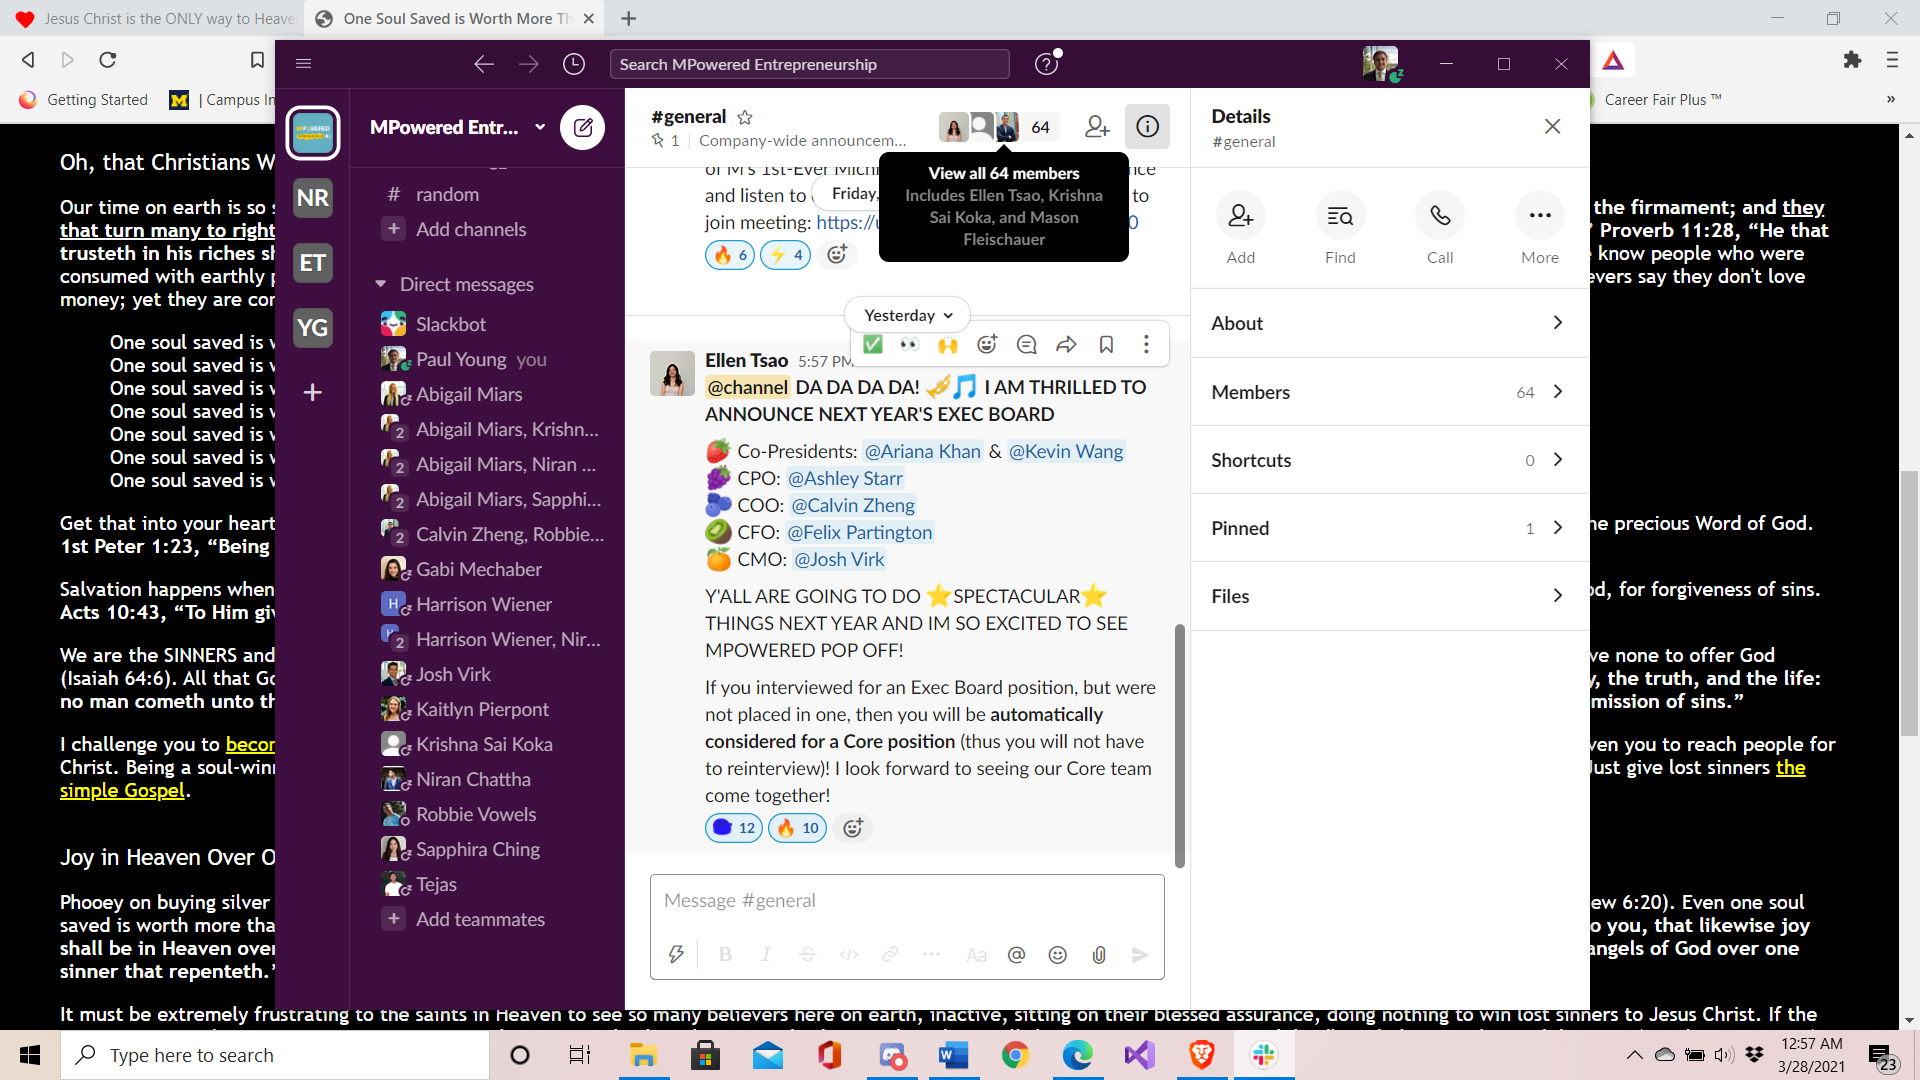 Jesus Christ is the ONLY way to Heave
One Soul Saved is Worth More Th
Getting Started
| Campus In
Career Fair Plus ™
»
Search MPowered Entrepreneurship
MPowered Entr...
NR
ET
YG
# random
Add channels
Direct messages
Slackbot
Paul Young you
Abigail Miars
2 Abigail Miars, Krishn...
2 Abigail Miars, Niran ...
2 Abigail Miars, Sapphi...
2 Calvin Zheng, Robbie...
Gabi Mechaber
H Harrison Wiener
2 Harrison Wiener, Nir...
Josh Virk
Kaitlyn Pierpont
Krishna Sai Koka
Niran Chattha
Robbie Vowels
Sapphira Ching
Tejas
Add teammates
#general
1 | Company-wide announcem...
64
View all 64 members
Includes Ellen Tsao, Krishna
Sai Koka, and Mason
Fleischauer
of M's 1st-Ever Michi
and listen to
Friday,
to
join meeting: https://u
0
6 4
Yesterday
Ellen Tsao 5:57 PM
@channel DA DA DA DA! 🎺🎵 I AM THRILLED TO
ANNOUNCE NEXT YEAR'S EXEC BOARD
🍓 Co-Presidents: @Ariana Khan & @Kevin Wang
🍇 CPO: @Ashley Starr
🫐 COO: @Calvin Zheng
🥝 CFO: @Felix Partington
🍊 CMO: @Josh Virk
Y'ALL ARE GOING TO DO ⭐SPECTACULAR⭐
THINGS NEXT YEAR AND IM SO EXCITED TO SEE
MPOWERED POP OFF!
If you interviewed for an Exec Board position, but were
not placed in one, then you will be automatically
considered for a Core position (thus you will not have
to reinterview)! I look forward to seeing our Core team
come together!
12 10
Message #general
B I S </> Aa @
Details
#general
Add
Find
Call
More
About
Members 64
Shortcuts 0
Pinned 1
Files
Oh, that Christians W
Our time on earth is so s
that turn many to right
trusteth in his riches sh
consumed with earthly p
money; yet they are con
One soul saved is w
One soul saved is w
One soul saved is w
One soul saved is w
One soul saved is w
One soul saved is w
One soul saved is w
Get that into your heart
1st Peter 1:23, “Being
Salvation happens when
Acts 10:43, “To Him giv
We are the SINNERS and
(Isaiah 64:6). All that Go
no man cometh unto th
I challenge you to becom
Christ. Being a soul-winn
simple Gospel.
Joy in Heaven Over O
Phooey on buying silver
saved is worth more tha
shall be in Heaven over
sinner that repenteth.”
the firmament; and they
Proverb 11:28, “He that
know people who were
evers say they don't love
he precious Word of God.
od, for forgiveness of sins.
ve none to offer God
y, the truth, and the life:
mission of sins.”
ven you to reach people for
Just give lost sinners the
ew 6:20). Even one soul
o you, that likewise joy
angels of God over one
It must be extremely frustrating to the saints in Heaven to see so many believers here on earth, inactive, sitting on their blessed assurance, doing nothing to win lost sinners to Jesus Christ. If the
Type here to search
12:57 AM
3/28/2021
23